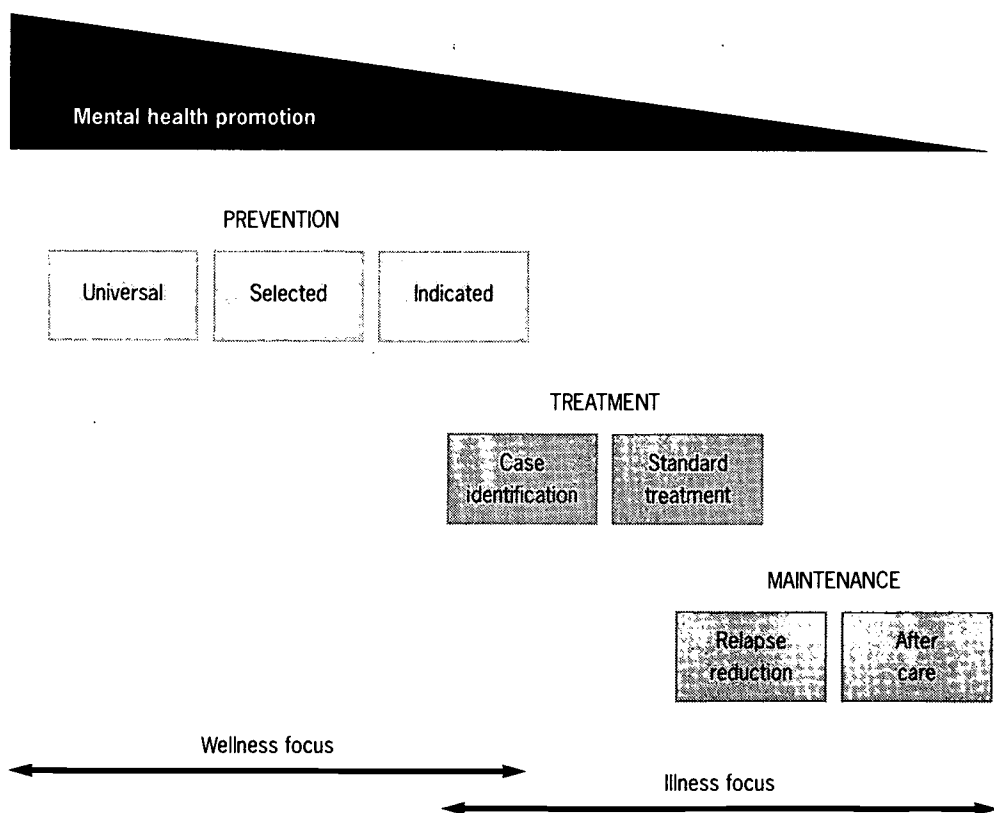 Mental health promotion
PREVENTION
Universal
Selected
Indicated
TREATMENT
Case
identification
Standard
treatment
MAINTENANCE
Relapse
reduction
After
care
Wellness focus
Illness focus